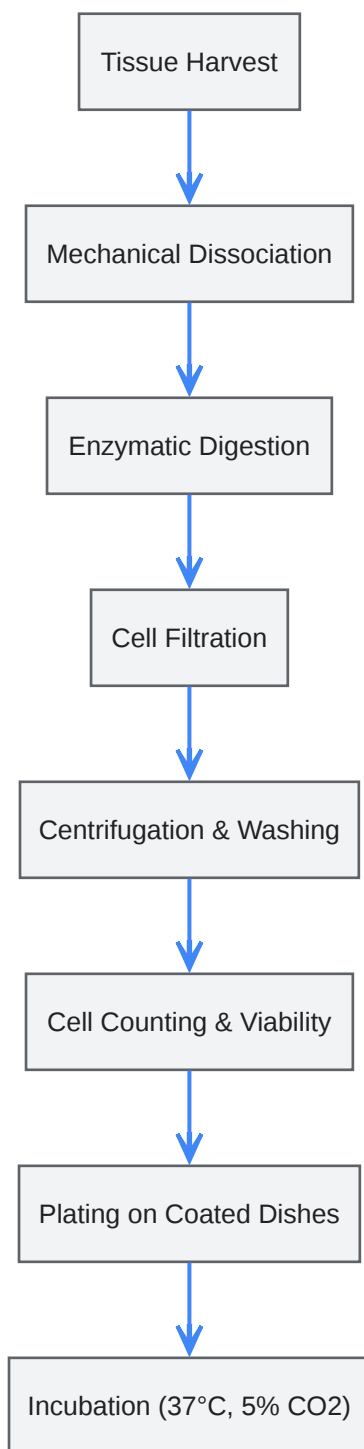 Tissue Harvest
Mechanical Dissociation
Enzymatic Digestion
Cell Filtration
Centrifugation & Washing
Cell Counting & Viability
Plating on Coated Dishes
Incubation (37°C, 5% CO2)